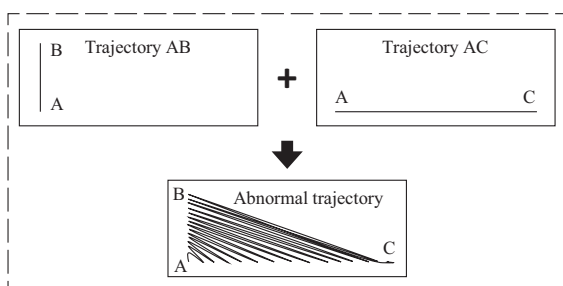 B Trajectory AB
A
+
Trajectory AC
A C
B Abnormal trajectory
C
A